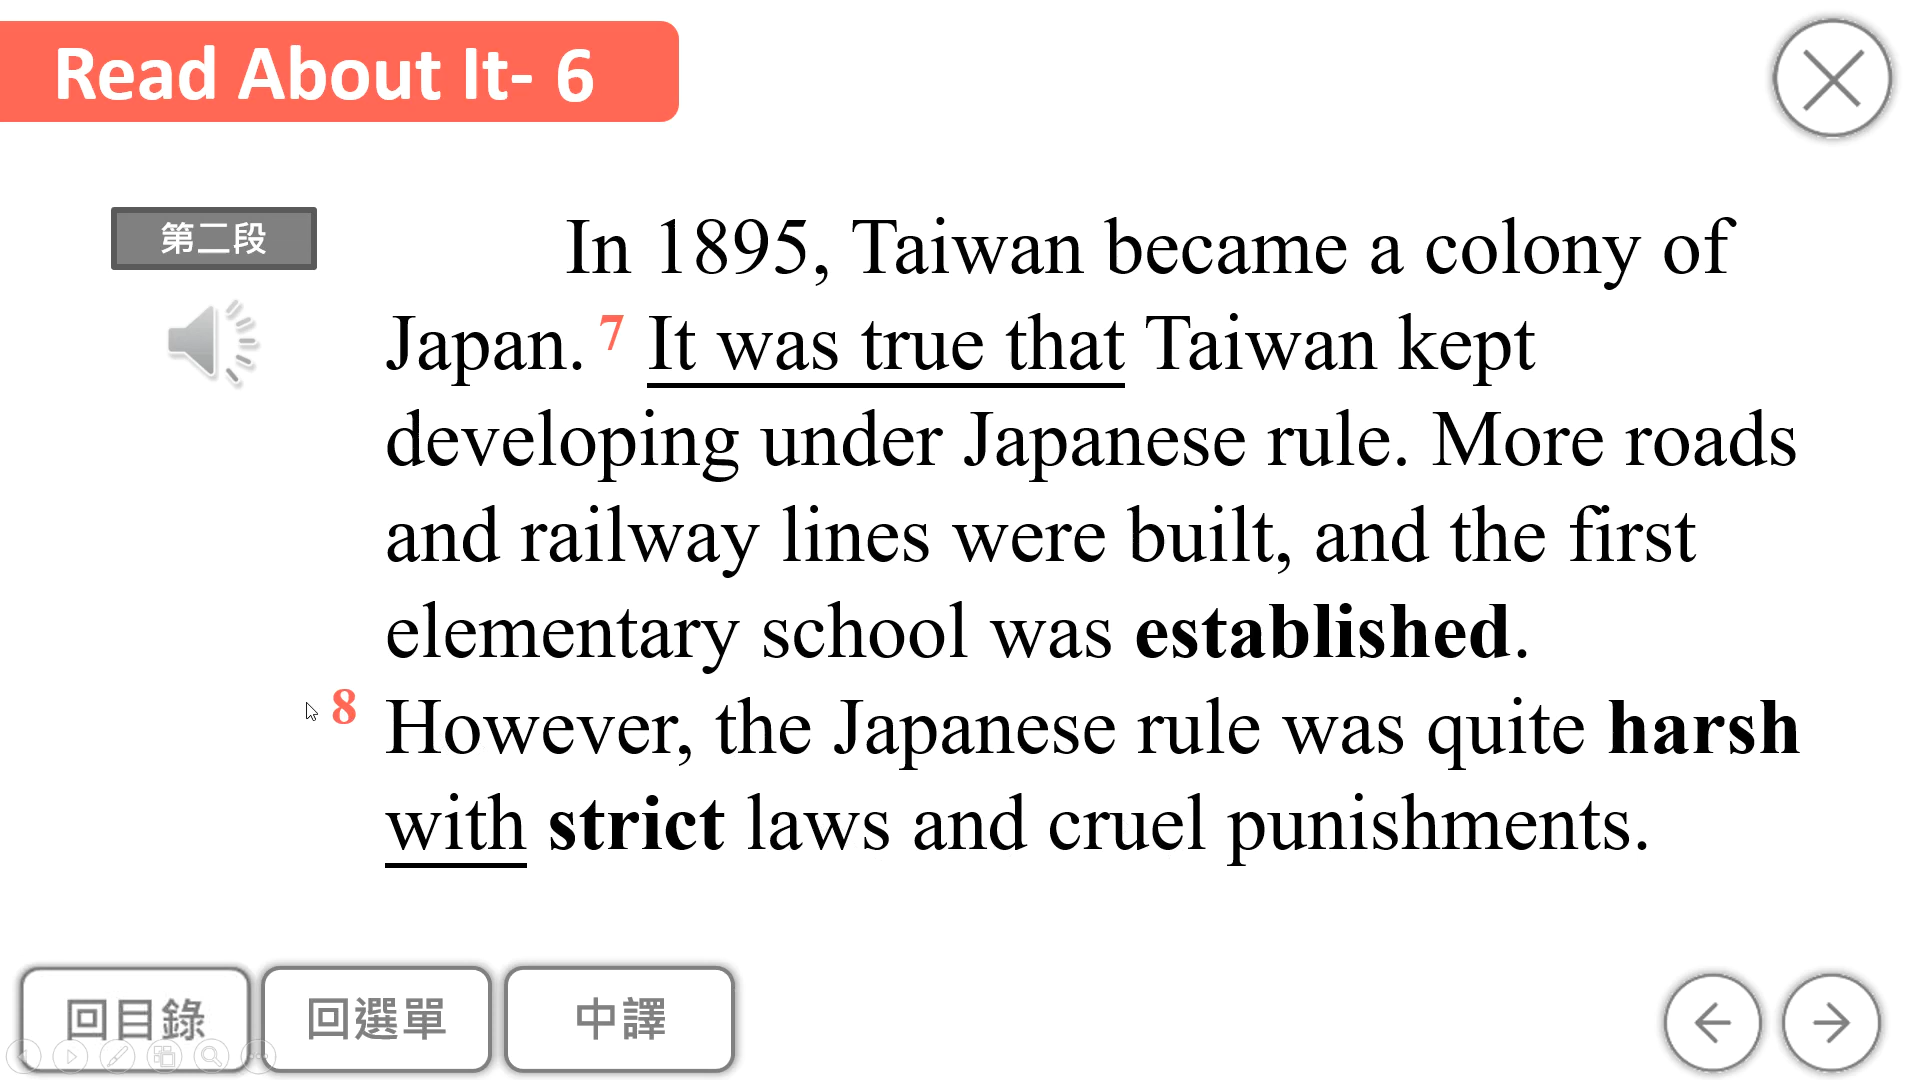 Read About It- 6
第二段
In 1895, Taiwan became a colony of
Japan. 7 It was true that Taiwan kept
developing under Japanese rule. More roads
and railway lines were built, and the first
elementary school was established.
8 However, the Japanese rule was quite harsh
with strict laws and cruel punishments.
回目錄
回選單
中譯